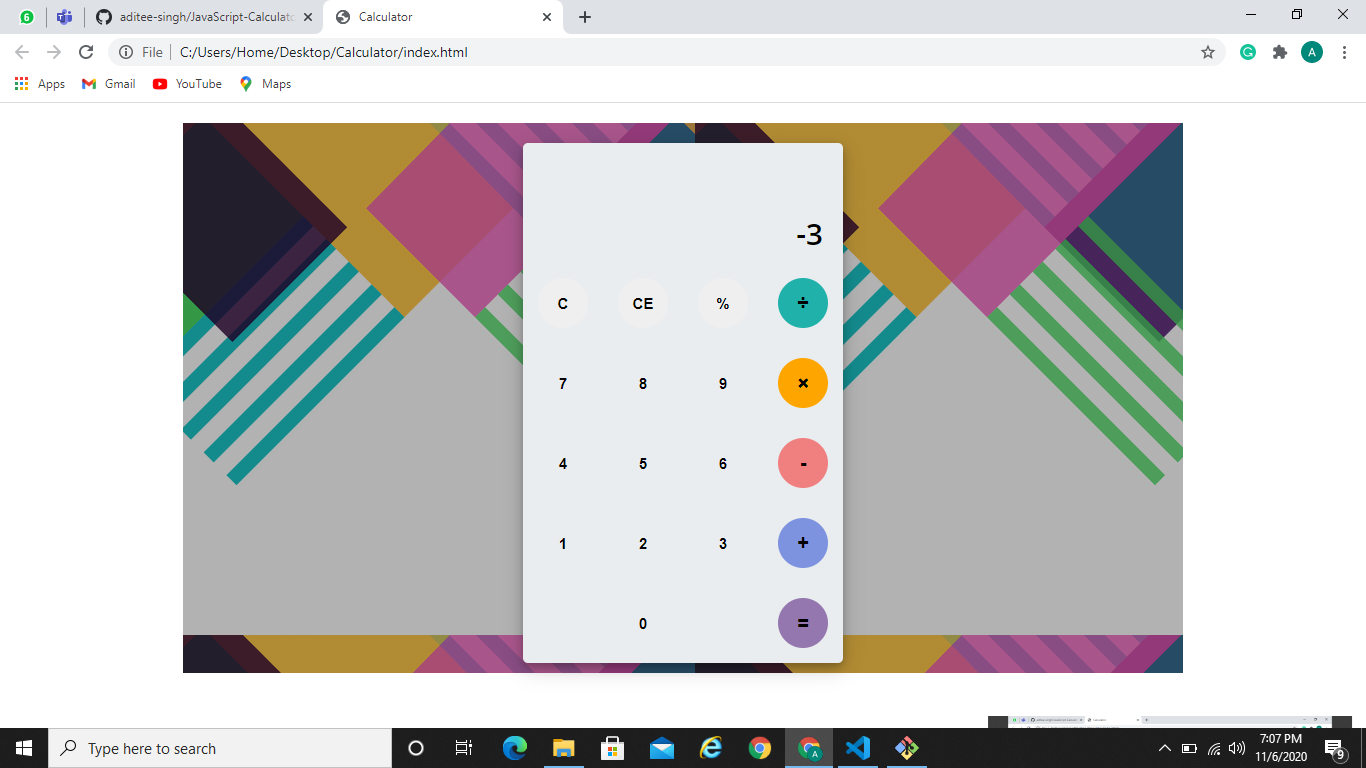 6
aditee-singh/JavaScript-Calculato
Calculator
File
C:/Users/Home/Desktop/Calculator/index.html
A
Apps
Gmail
YouTube
Maps
-3
C CE % ÷
7 8 9 ×
4 5 6 -
1 2 3 +
0 =
Type here to search
A
7:07 PM
11/6/2020
9